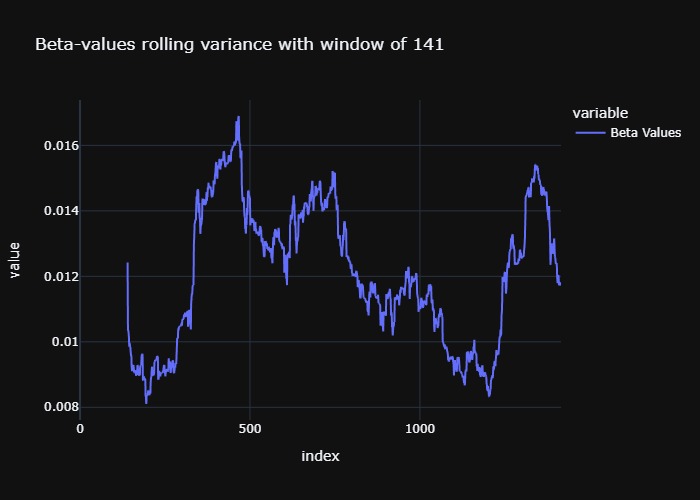 Beta-values rolling variance with window of 141
variable
Beta Values
0.016
0.014
0.012
0.01
0.008
value
0
500
1000
index